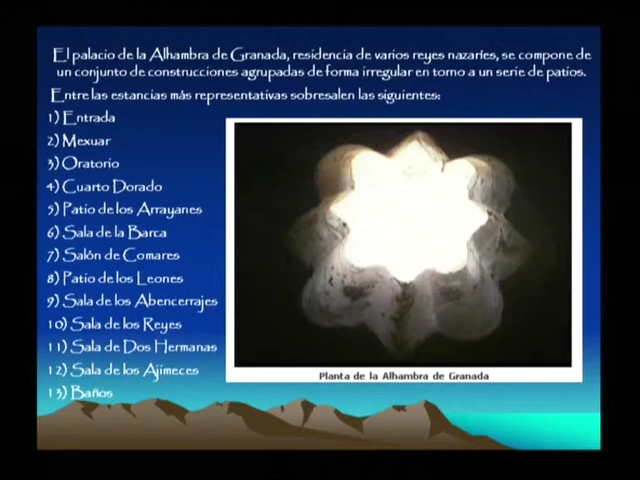 El palacio de la Alhambra de Granada, residencia de varios reyes nazaríes, se compone de
un conjunto de construcciones agrupadas de forma irregular en torno a un serie de patios.
Entre las estancias más representativas sobresalen las siguientes:
1) Entrada
2) Mexuar
3) Oratorio
4) Cuarto Dorado
5) Patio de los Arrayanes
6) Sala de la Barca
7) Salón de Comares
8) Patio de los Leones
9) Sala de los Abencerrajes
10) Sala de los Reyes
11) Sala de Dos Hermanas
12) Sala de los Ajimeces
13) Baños
Planta de la Alhambra de Granada